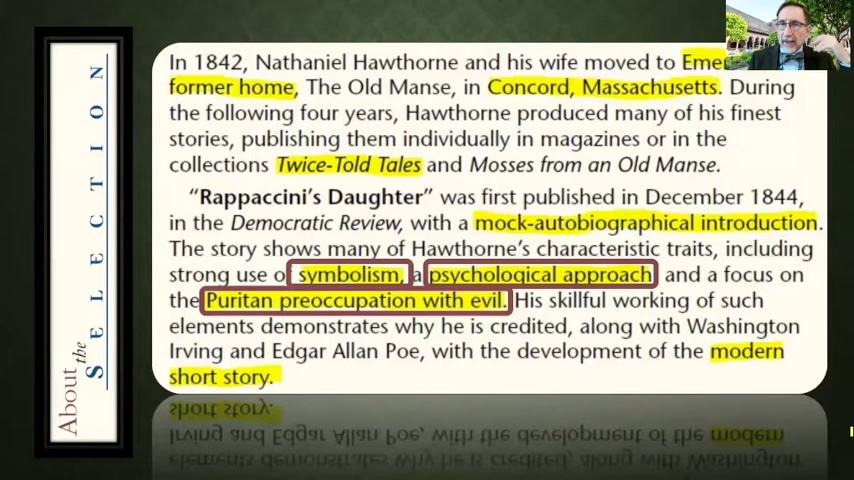 About the
SELECTION
In 1842, Nathaniel Hawthorne and his wife moved to
former home, The Old Manse, in Concord, Massachusetts. During
the following four years, Hawthorne produced many of his finest
stories, publishing them individually in magazines or in the
collections Twice-Told Tales and Mosses from an Old Manse.
“Rappaccini’s Daughter” was first published in December 1844,
in the Democratic Review, with a mock-autobiographical introduction.
The story shows many of Hawthorne’s characteristic traits, including
strong use of symbolism, a psychological approach and a focus on
the Puritan preoccupation with evil. His skillful working of such
elements demonstrates why he is credited, along with Washington
Irving and Edgar Allan Poe, with the development of the modern
short story.